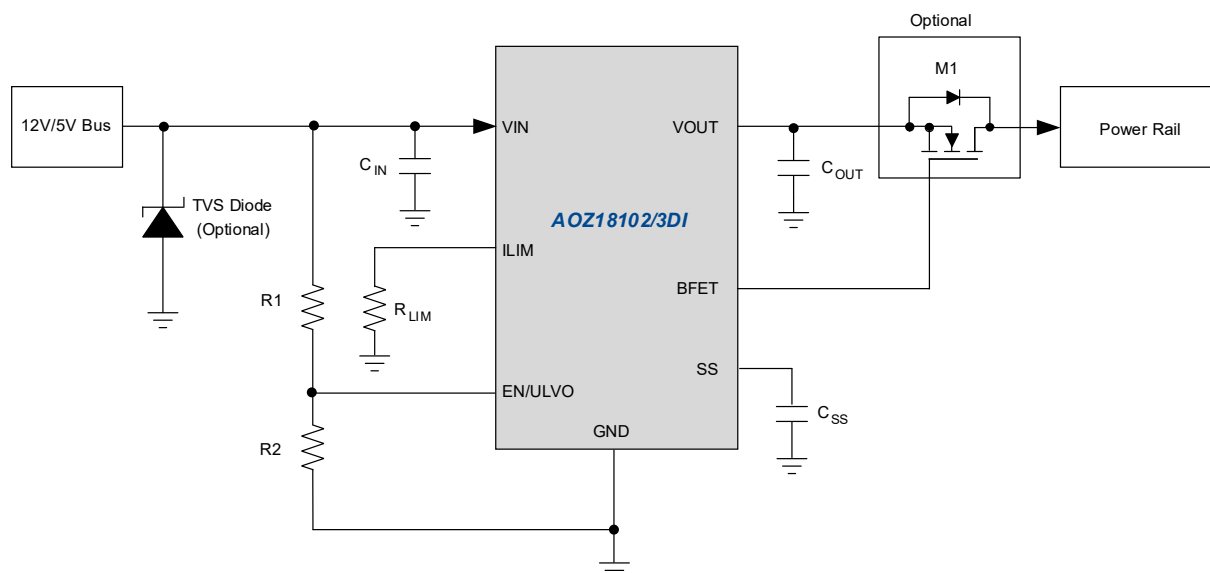 Optional
M1
12V/5V Bus
VIN
VOUT
Power Rail
C IN
C OUT
TVS Diode
(Optional)
AOZ18102/3DI
ILIM
BFET
R1
R LIM
SS
EN/ULVO
C SS
GND
R2